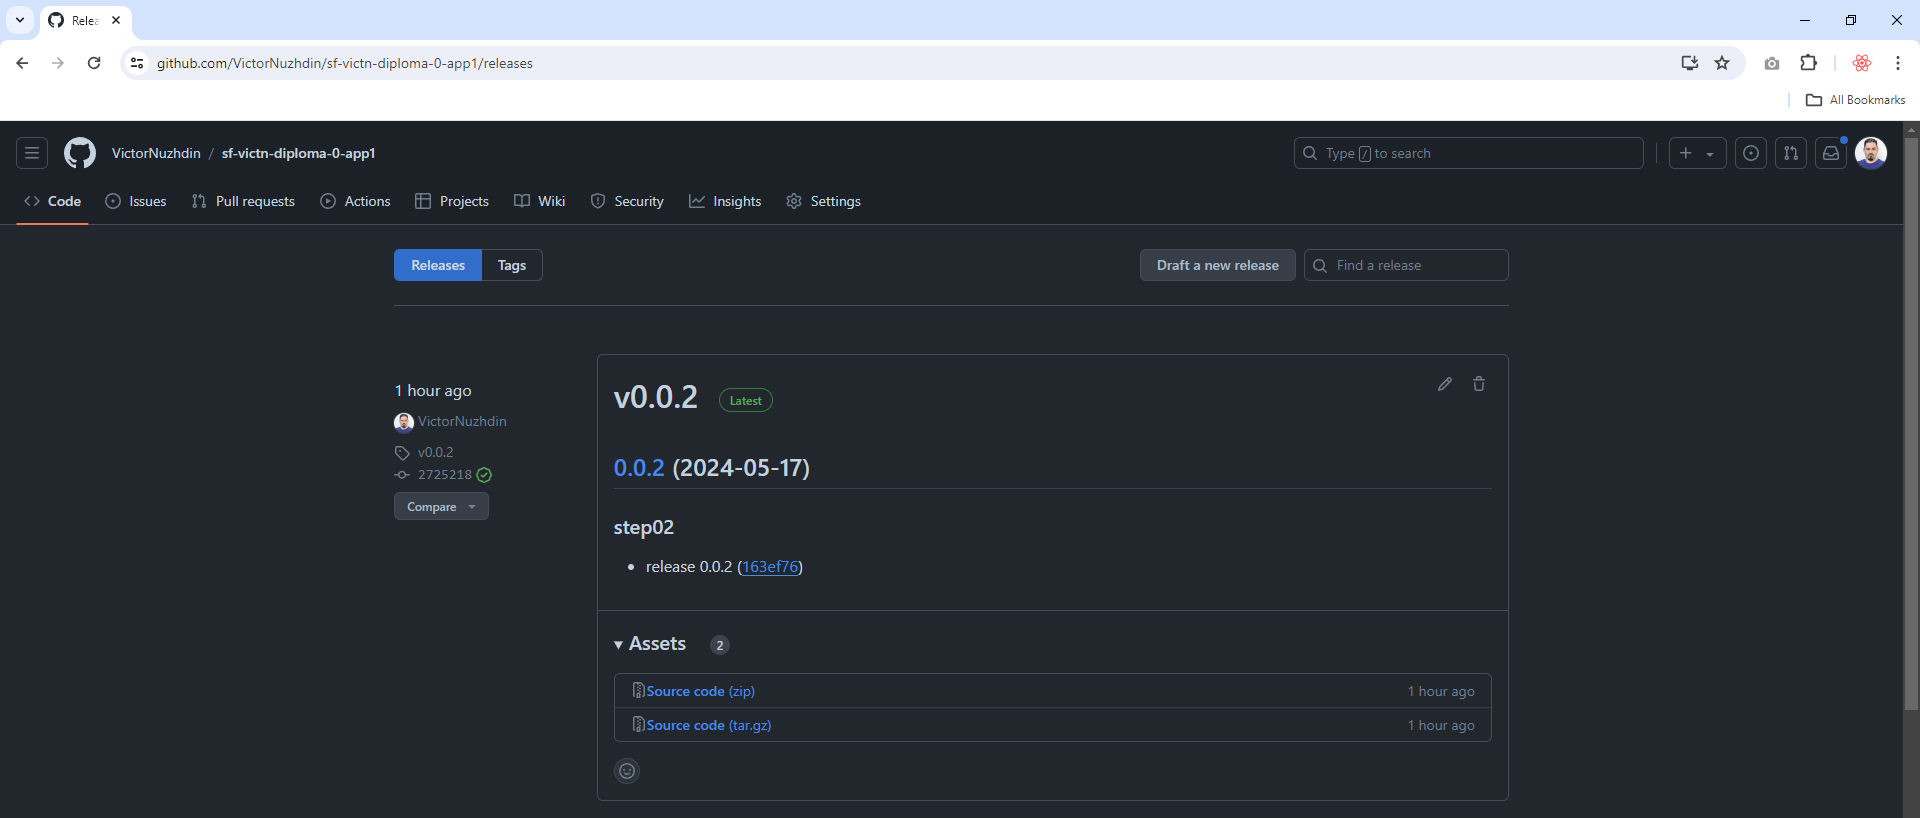 Relea
github.com/VictorNuzhdin/sf-victn-diploma-0-app1/releases
All Bookmarks
VictorNuzhdin / sf-victn-diploma-0-app1
Type / to search
Code Issues Pull requests Actions Projects Wiki Security Insights Settings
Releases Tags
Draft a new release
Find a release
1 hour ago
VictorNuzhdin
v0.0.2
2725218
Compare
v0.0.2 Latest
0.0.2 (2024-05-17)
step02
• release 0.0.2 (163ef76)
Assets 2
Source code (zip) 1 hour ago
Source code (tar.gz) 1 hour ago